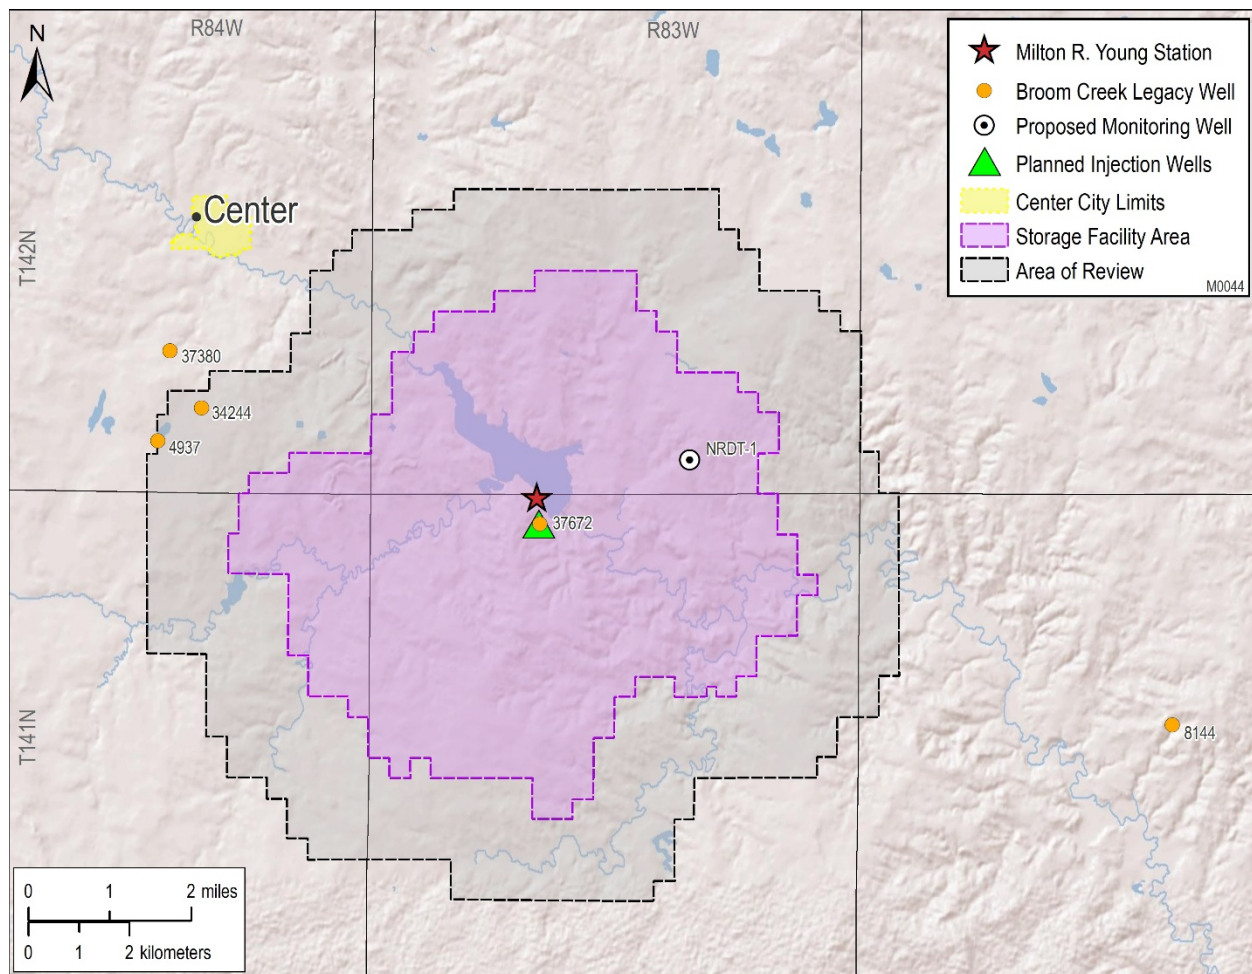 R84W
R83W
N
Milton R. Young Station
Broom Creek Legacy Well
Proposed Monitoring Well
Planned Injection Wells
Center City Limits
Storage Facility Area
Area of Review
M0044
Center
T142N
37380
34244
4937
NRDT-1
37672
T141N
8144
0 1 2 miles
0 1 2 kilometers